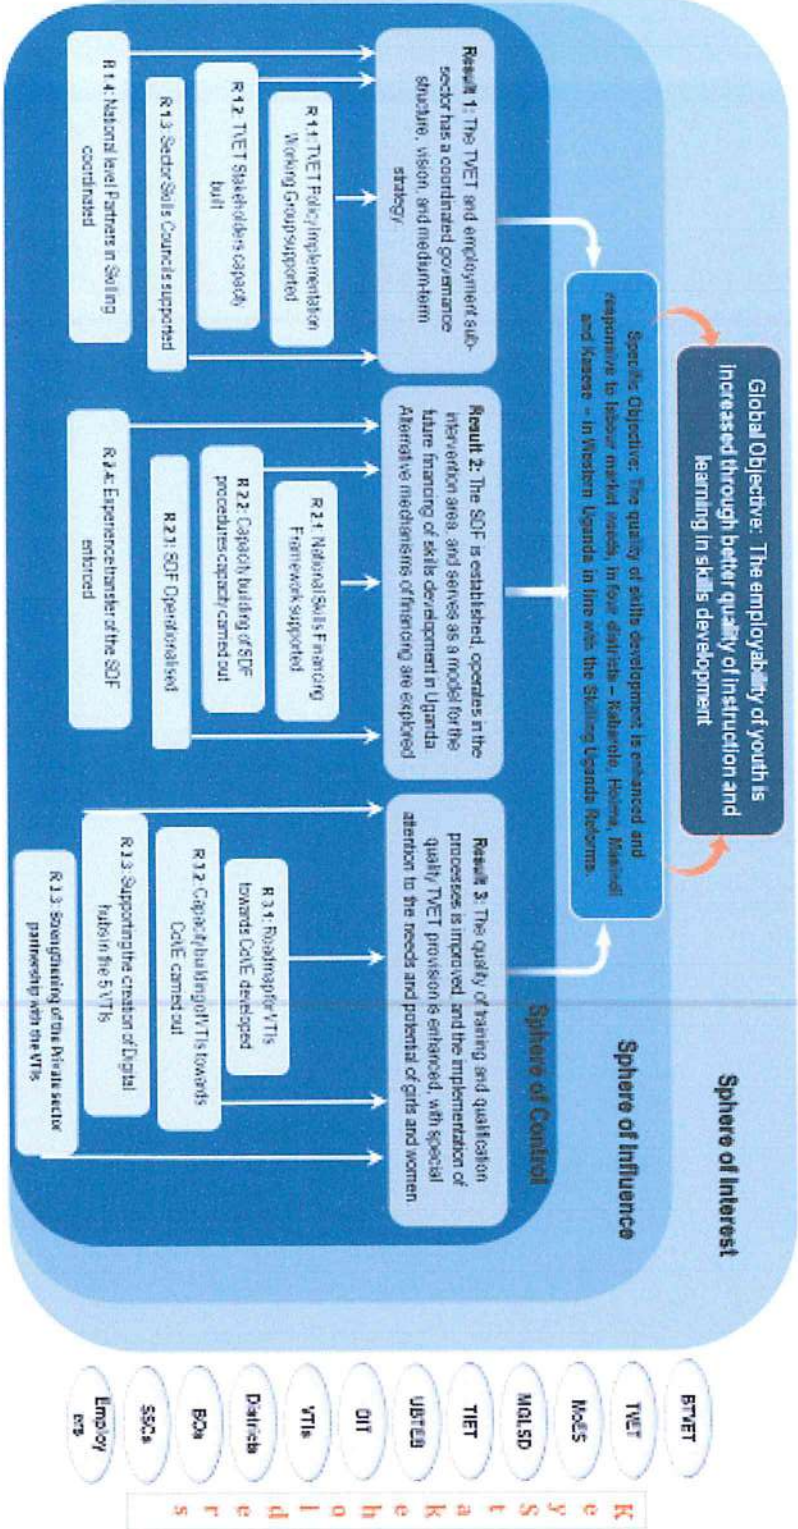 Global Objective: The employability of youth is
increased through better quality of instruction and
learning in skills development
Sphere of Interest
Specific Objective: The quality of skills development is enhanced and
responsive to labour market needs, in four districts – Kabarole, Hoima, Masindi
and Kasese – in Western Uganda in line with the Skilling Uganda Reforms
Sphere of Influence
Sphere of Control
Result 1: The TVET and employment sub-
sector has a coordinated governance
structure, vision, and medium-term
strategy.
R 1.1: TVET Policy Implementation
Working Group supported
R 1.2: TVET Stakeholders capacity
built
R 1.3: Sector Skills Councils supported
R 1.4: National level Partners in Skilling
coordinated
Result 2: The SDF is established, operates in the
intervention area, and serves as a model for the
future financing of skills development in Uganda
Alternative mechanisms of financing are explored
R 2.1: National Skills Financing
Framework supported
R 2.2: Capacity building of SDF
procedures capacity carried out
R 2.3: SDF Operationalised
R 2.4: Experience transfer of the SDF
enforced
Result 3: The quality of training and qualification
processes is improved, and the implementation of
quality TVET provision is enhanced, with special
attention to the needs and potential of girls and women.
R 3.1: Roadmap for VTIs
towards CoVE developed
R 3.2: Capacity building of VTIs towards
CoVE carried out
R 3.3: Supporting the creation of Digital
hubs in the 5 VTIs
R 3.3: Strengthening of the Private sector
partnership with the VTIs
BTVET
TVET
MoES
MGLSD
TIET
UBTEB
DIT
VTIs
Districts
BOs
SSCs
Employ
ers
Key Stakeholders